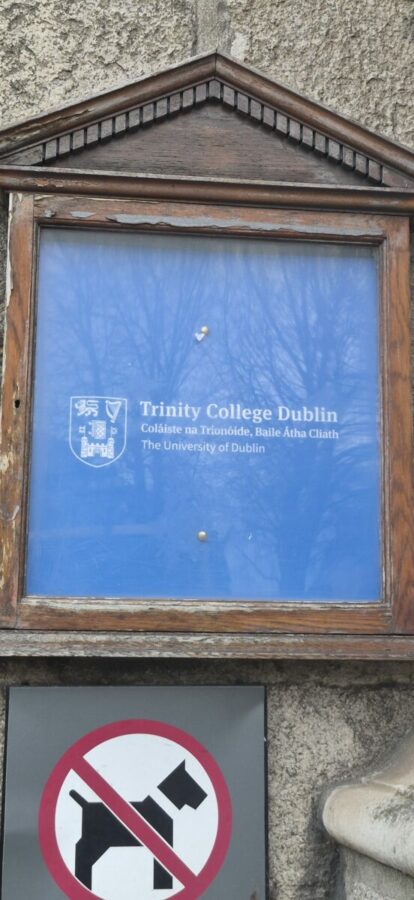 Trinity College Dublin
Coláiste na Tríonóide, Baile Átha Cliath
The University of Dublin